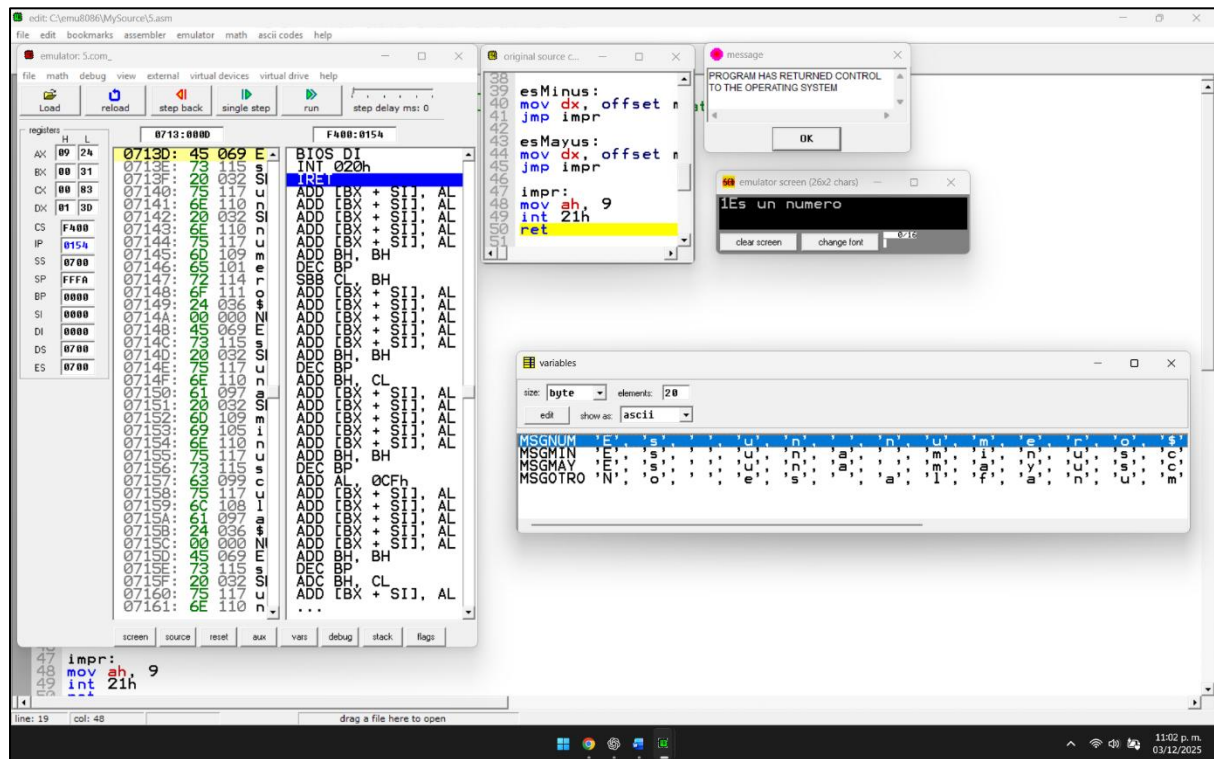 edit: C:\emu8086\MySource\5.asm
file edit bookmarks assembler emulator math ascii codes help
emulator: 5.com_
file math debug view external virtual devices virtual drive help
Load reload step back single step run step delay ms: 0
registers
H L
AX 09 24
BX 00 31
CX 00 83
DX 01 3D
CS F400
IP 0154
SS 0700
SP FFFA
BP 0000
SI 0000
DI 0000
DS 0700
ES 0700
0713:000D
F400:0154
0713D: 45 069 E
0713E: 73 115 s
0713F: 20 032 SP
07140: 75 117 u
07141: 6E 110 n
07142: 20 032 SP
07143: 6E 110 n
07144: 75 117 u
07145: 6D 109 m
07146: 65 101 e
07147: 72 114 r
07148: 6F 111 o
07149: 24 036 $
0714A: 00 000 NU
0714B: 45 069 E
0714C: 73 115 s
0714D: 20 032 SP
0714E: 75 117 u
0714F: 6E 110 n
07150: 61 097 a
07151: 20 032 SP
07152: 6D 109 m
07153: 69 105 i
07154: 6E 110 n
07155: 75 117 u
07156: 73 115 s
07157: 63 099 c
07158: 75 117 u
07159: 6C 108 l
0715A: 61 097 a
0715B: 24 036 $
0715C: 00 000 NU
0715D: 45 069 E
0715E: 73 115 s
0715F: 20 032 SP
07160: 75 117 u
07161: 6E 110 n
BIOS DI
INT 020h
IRET
ADD [BX + SI], AL
ADD [BX + SI], AL
ADD [BX + SI], AL
ADD [BX + SI], AL
ADD [BX + SI], AL
ADD BH, BH
DEC BP
SBB CL, BH
ADD [BX + SI], AL
ADD [BX + SI], AL
ADD [BX + SI], AL
ADD [BX + SI], AL
ADD [BX + SI], AL
ADD BH, BH
DEC BP
ADD BH, CL
ADD [BX + SI], AL
ADD [BX + SI], AL
ADD [BX + SI], AL
ADD [BX + SI], AL
ADD [BX + SI], AL
ADD BH, BH
DEC BP
ADD AL, 0CFh
ADD [BX + SI], AL
ADD [BX + SI], AL
ADD [BX + SI], AL
ADD [BX + SI], AL
ADD [BX + SI], AL
ADD BH, BH
DEC BP
ADC BH, CL
ADD [BX + SI], AL
...
screen source reset aux vars debug stack flags
original source c...
38
39 esMinus:
40 mov dx, offset
41 jmp impr
42
43 esMayus:
44 mov dx, offset
45 jmp impr
46
47 impr:
48 mov ah, 9
49 int 21h
50 ret
51
message
PROGRAM HAS RETURNED CONTROL
TO THE OPERATING SYSTEM
OK
emulator screen (26x2 chars)
1Es un numero
clear screen change font 0/16
variables
size: byte elements: 20
edit show as: ascii
MSGNUM 'E', 's', ' ', 'u', 'n', ' ', 'n', 'u', 'm', 'e', 'r', 'o', '$'
MSGMIN 'E', 's', ' ', 'u', 'n', 'a', ' ', 'm', 'i', 'n', 'u', 's', 'c'
MSGMAY 'E', 's', ' ', 'u', 'n', 'a', ' ', 'm', 'a', 'y', 'u', 's', 'c'
MSGOTRO 'N', 'o', ' ', 'e', 's', ' ', 'a', 'l', 'f', 'a', 'n', 'u', 'm'
47 impr:
48 mov ah, 9
49 int 21h
line: 19 col: 48 drag a file here to open
11:02 p. m.
03/12/2025